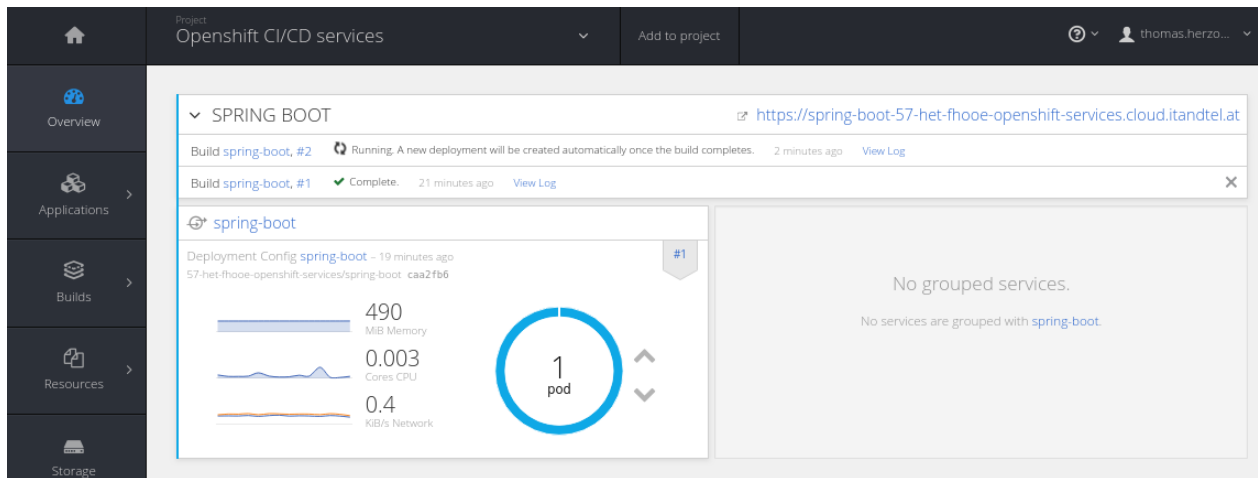 Project
Openshift CI/CD services
Add to project
thomas.herzo...
Overview
Applications
Builds
Resources
Storage
SPRING BOOT
https://spring-boot-57-het-fhooe-openshift-services.cloud.itandtel.at
Build spring-boot, #2 Running. A new deployment will be created automatically once the build completes. 2 minutes ago View Log
Build spring-boot, #1 Complete. 21 minutes ago View Log
spring-boot
Deployment Config spring-boot – 19 minutes ago
#1
57-het-fhooe-openshift-services/spring-boot caa2fb6
490
MiB Memory
0.003
Cores CPU
0.4
KiB/s Network
1
pod
No grouped services.
No services are grouped with spring-boot.